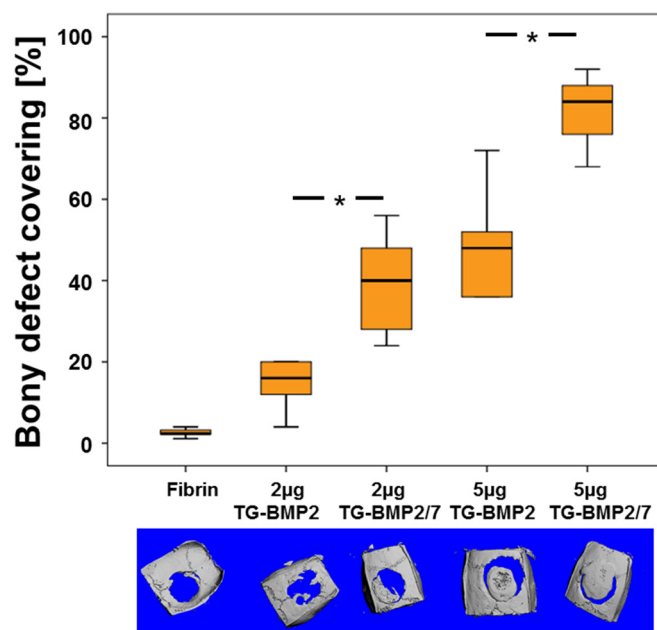 Bony defect covering [%]
100
80
60
40
20
0
*
*
Fibrin
2µg
TG-BMP2
2µg
TG-BMP2/7
5µg
TG-BMP2
5µg
TG-BMP2/7